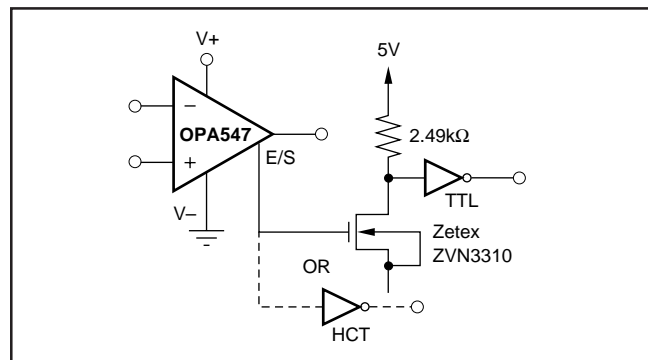 V+
5V
−
OPA547
2.49kΩ
+
E/S
TTL
V−
Zetex
ZVN3310
OR
HCT